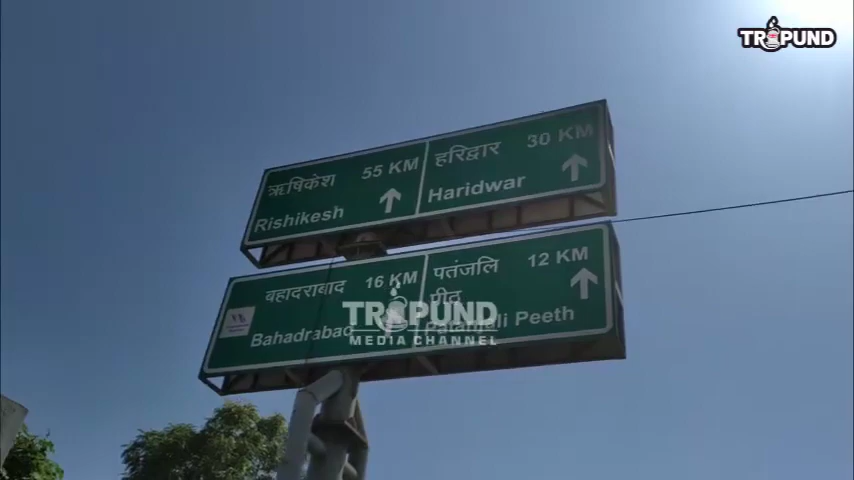 TRIPUND
ऋषिकेश 55 KM
Rishikesh
हरिद्वार 30 KM
Haridwar
बहादराबाद 16 KM
Bahadrabad
पतंजलि 12 KM
पीठ
Patanjali Peeth
TRIPUND
MEDIA CHANNEL